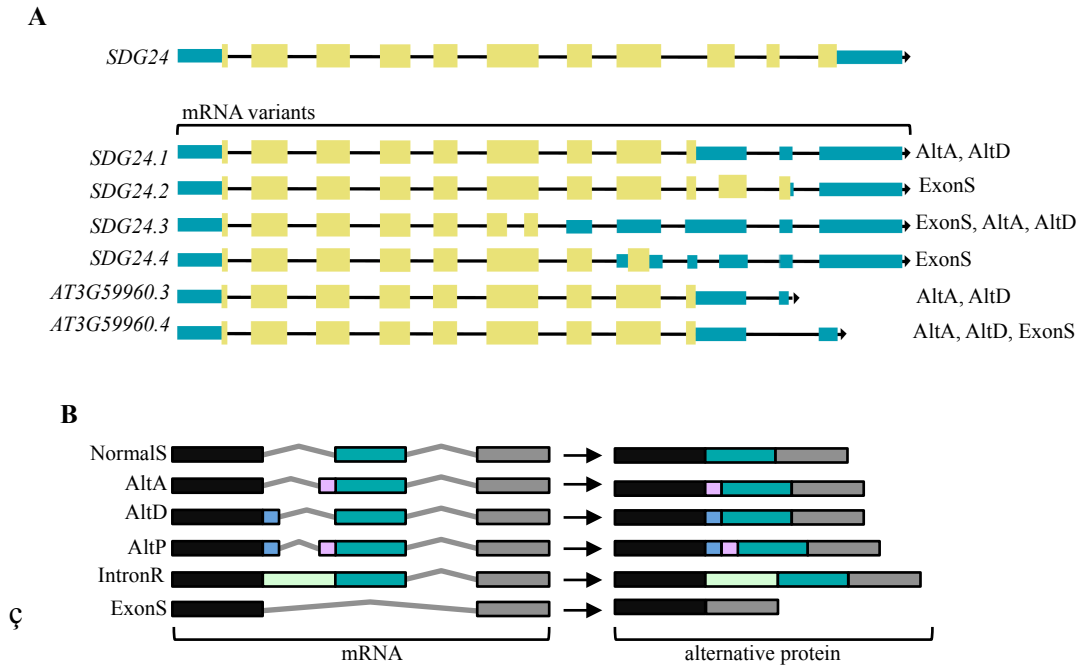 A
SDG24
mRNA variants
SDG24.1 AltA, AltD
SDG24.2 ExonS
SDG24.3 ExonS, AltA, AltD
SDG24.4 ExonS
AT3G59960.3 AltA, AltD
AT3G59960.4 AltA, AltD, ExonS
B
NormalS
AltA
AltD
AltP
IntronR
ExonS
ç
mRNA alternative protein